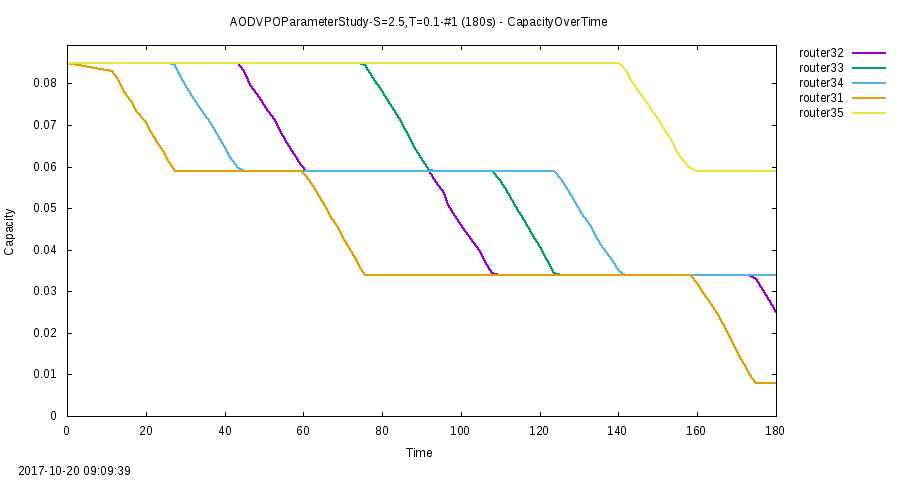 AODVPOParameterStudy-S=2.5,T=0.1-#1 (180s) - CapacityOverTime
router32
router33
router34
router31
router35
0.08
0.07
0.06
0.05
0.04
0.03
0.02
0.01
0
Capacity
0 20 40 60 80 100 120 140 160 180
Time
2017-10-20 09:09:39